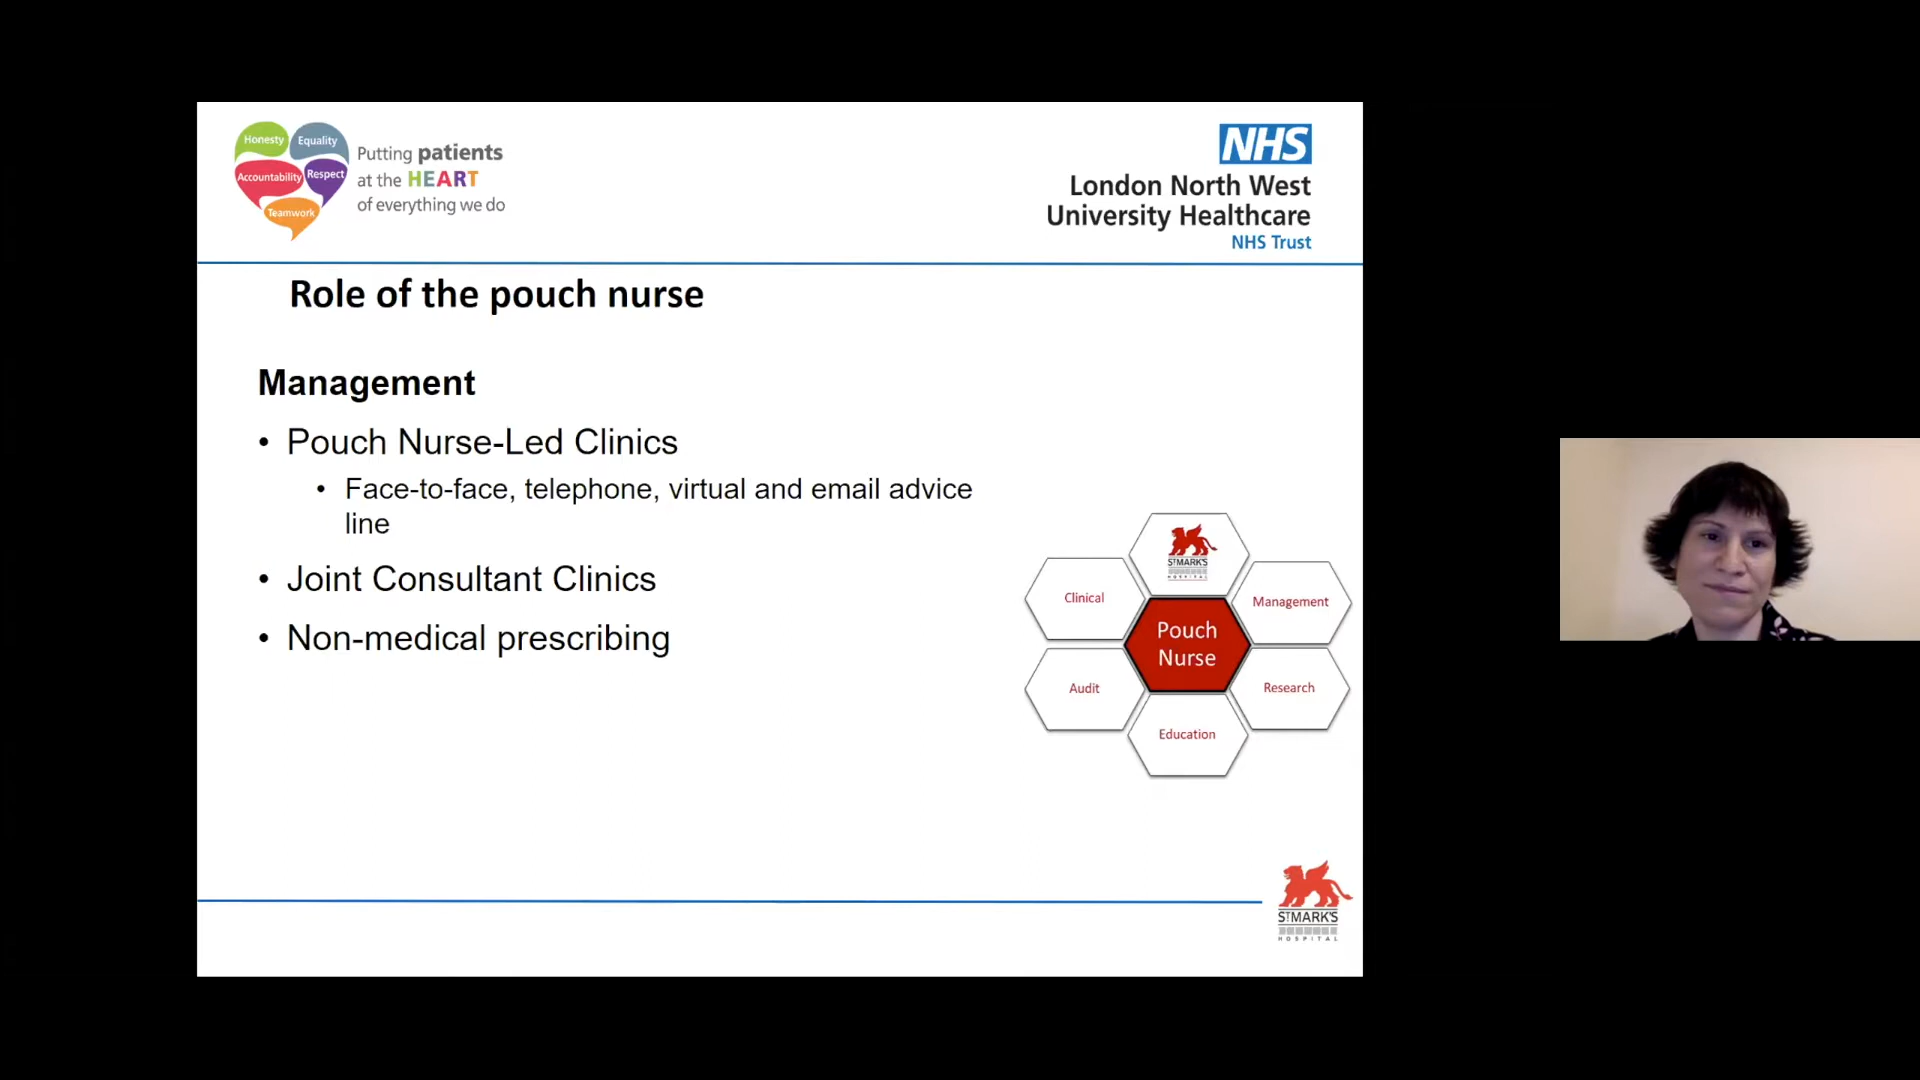 Honesty
Equality
Accountability
Respect
Teamwork
Putting patients
at the HEART
of everything we do
NHS
London North West
University Healthcare
NHS Trust
Role of the pouch nurse
Management
• Pouch Nurse-Led Clinics
• Face-to-face, telephone, virtual and email advice
line
• Joint Consultant Clinics
• Non-medical prescribing
ST MARK'S
HOSPITAL
Clinical
Management
Pouch
Nurse
Audit
Research
Education
ST MARK'S
HOSPITAL